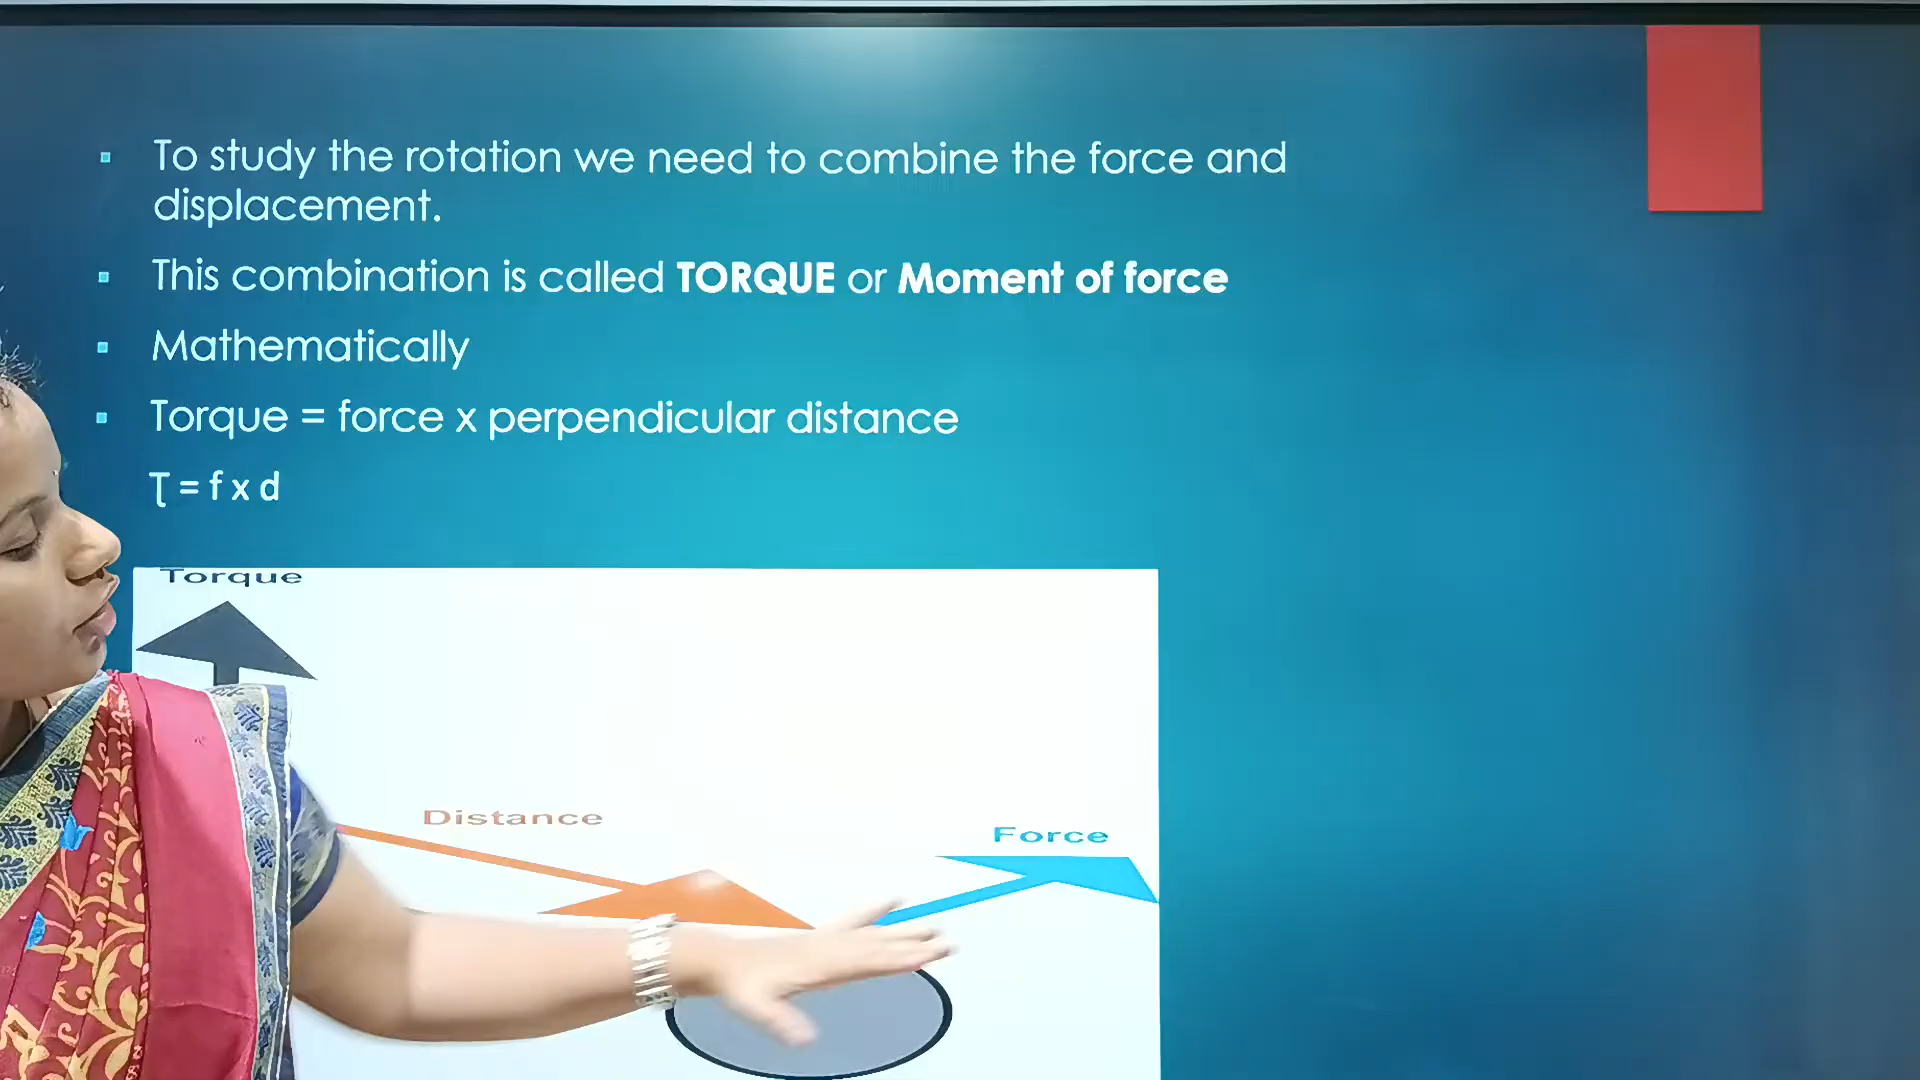 To study the rotation we need to combine the force and
displacement.
This combination is called TORQUE or Moment of force
Mathematically
Torque = force x perpendicular distance
Ʈ = f x d
Torque
Distance
Force